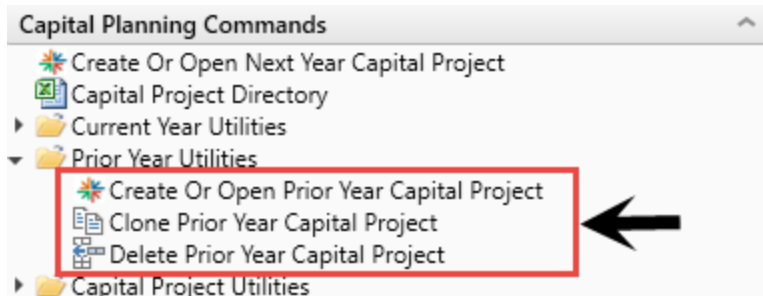 Capital Planning Commands
Create Or Open Next Year Capital Project
Capital Project Directory
Current Year Utilities
Prior Year Utilities
Create Or Open Prior Year Capital Project
Clone Prior Year Capital Project
Delete Prior Year Capital Project
Capital Project Utilities